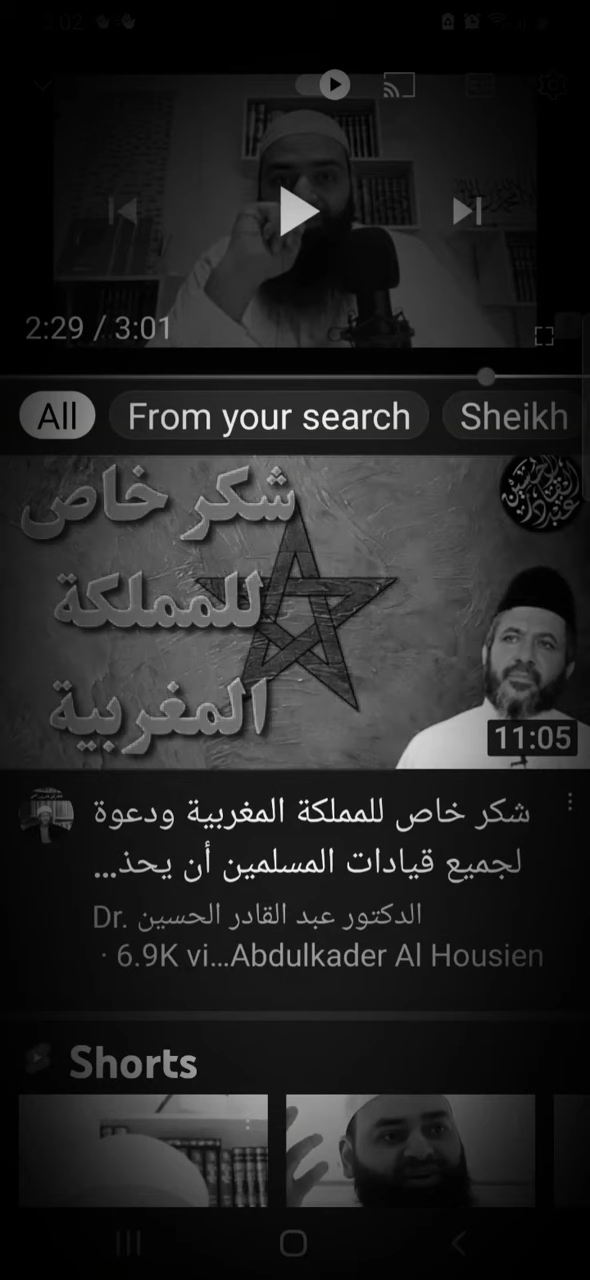 2:29 / 3:01
All
From your search
Sheikh
شكر خاص
للمملكة
المغربية
11:05
شكر خاص للمملكة المغربية ودعوة
لجميع قيادات المسلمين أن يحذ...
الدكتور عبد القادر الحسين Dr.
Abdulkader Al Housien...6.9K vi ·
Shorts